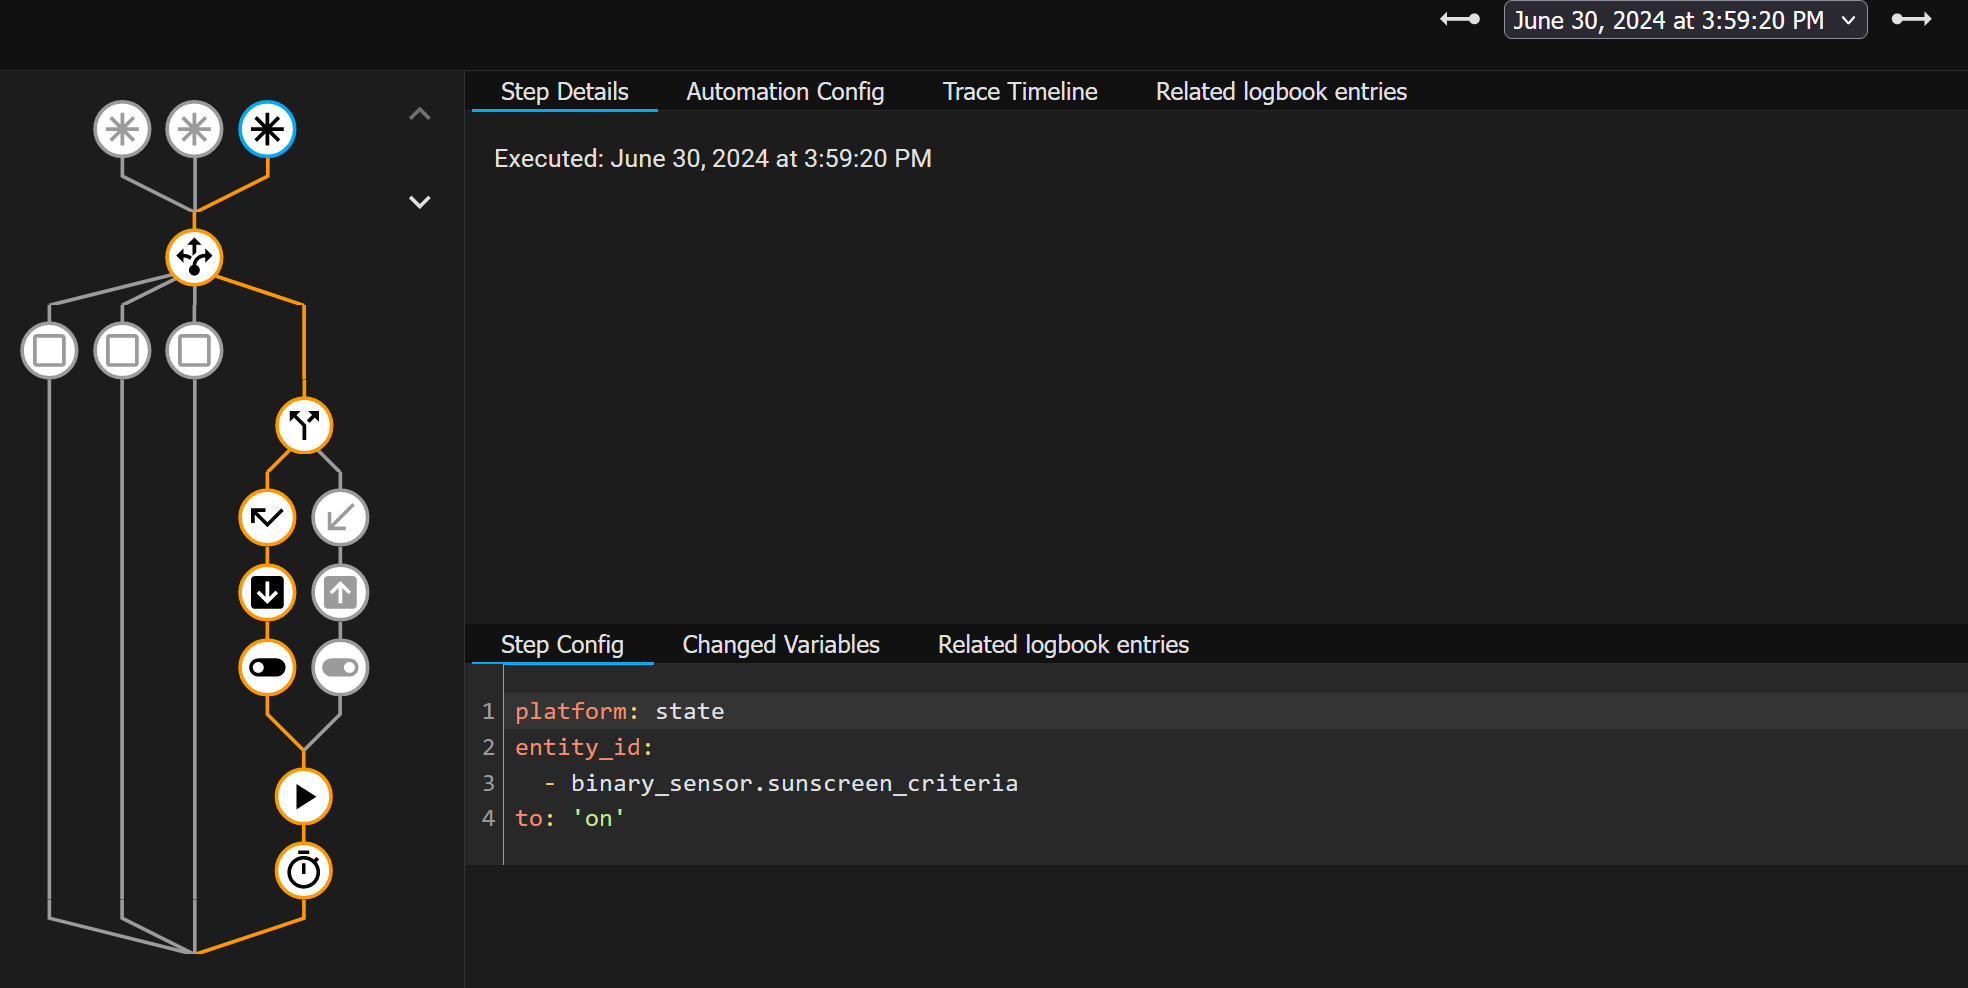 June 30, 2024 at 3:59:20 PM
Step Details Automation Config Trace Timeline Related logbook entries
Executed: June 30, 2024 at 3:59:20 PM
Step Config Changed Variables Related logbook entries
1 platform: state
2 entity_id:
3   - binary_sensor.sunscreen_criteria
4 to: 'on'